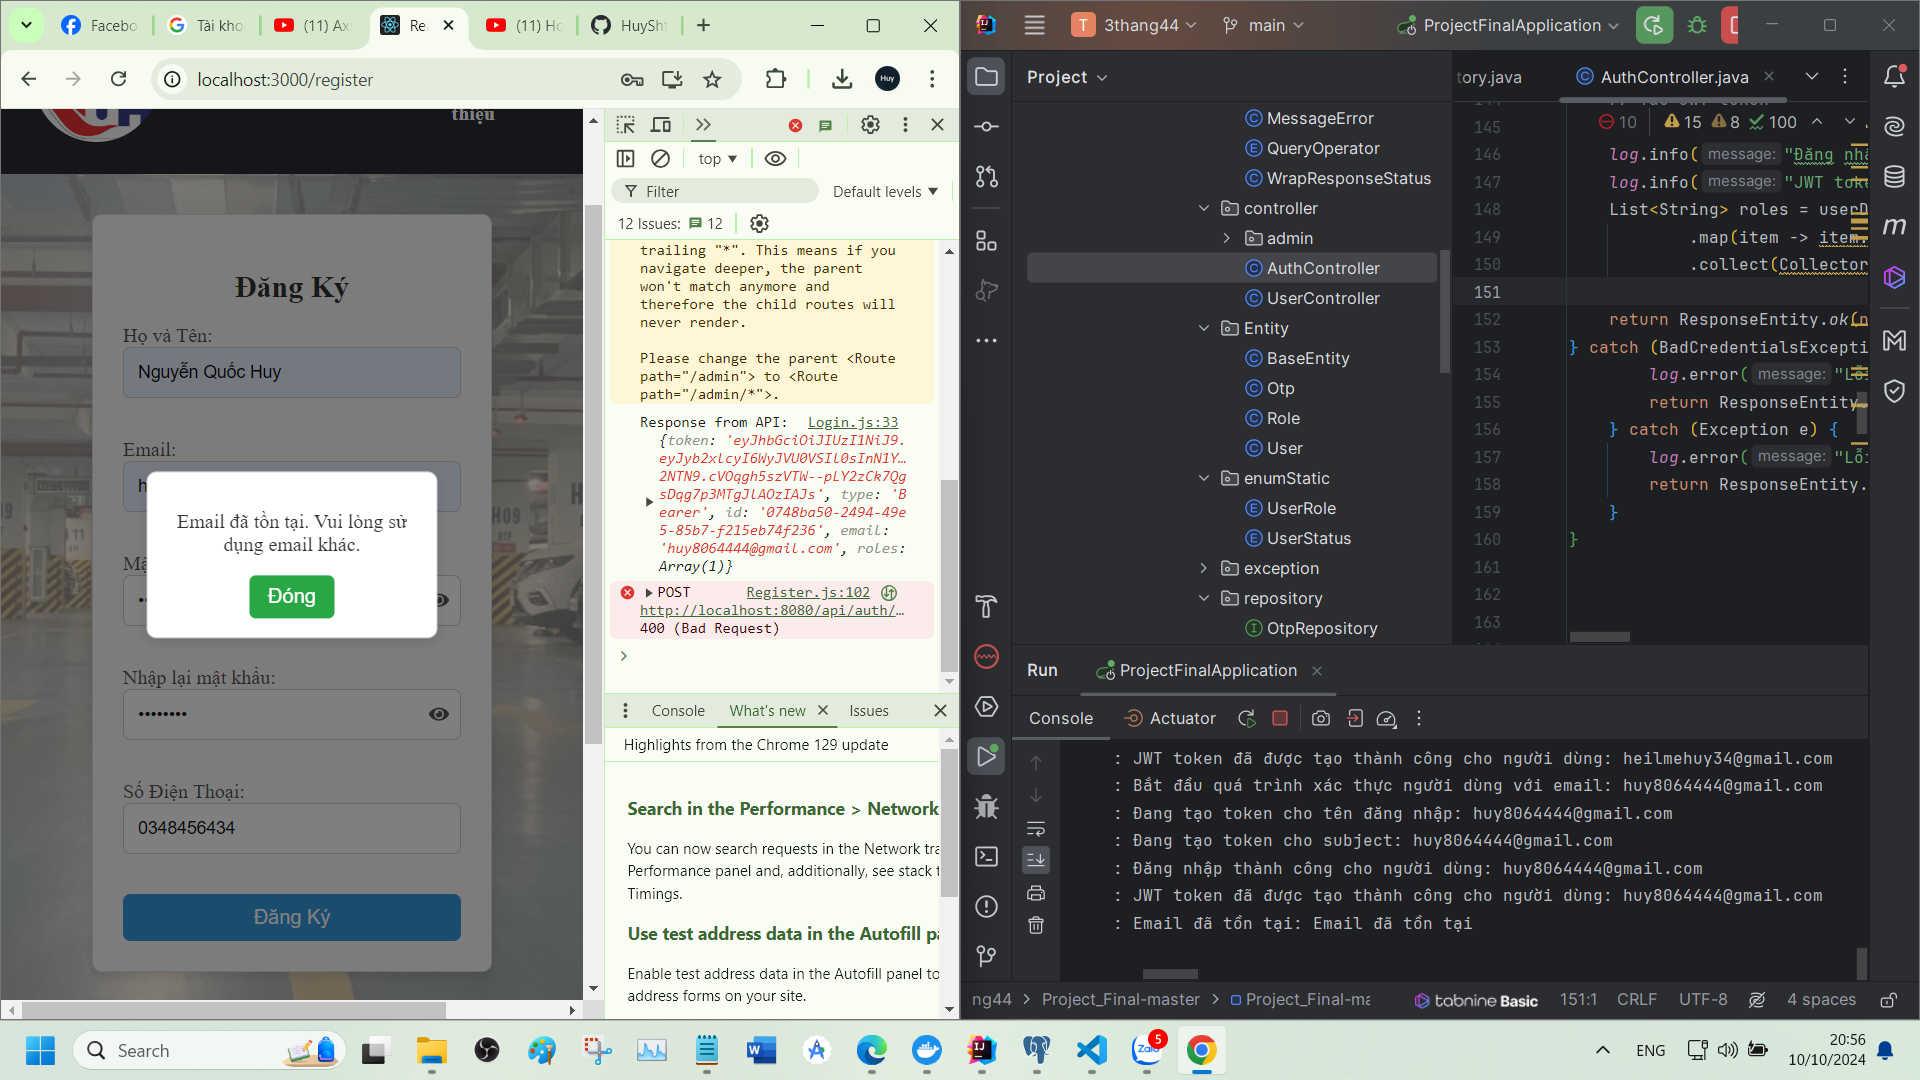 Facebo
Tài kho
(11) Ax
Re
(11) Ho
HuySh
localhost:3000/register
Huy
thiệu
Đăng Ký
Họ và Tên:
Nguyễn Quốc Huy
Email:
h
Email đã tồn tại. Vui lòng sử
dụng email khác.
Đóng
Mậ
Nhập lại mật khẩu:
••••••••
Số Điện Thoại:
0348456434
Đăng Ký
top
Filter
Default levels
12 Issues: 12
trailing "*". This means if you
navigate deeper, the parent
won't match anymore and
therefore the child routes will
never render.
Please change the parent <Route
path="/admin"> to <Route
path="/admin/*">.
Response from API: Login.js:33
{token: 'eyJhbGciOiJIUzI1NiJ9.
eyJyb2xlcyI6WyJVU0VSIl0sInN1Y…
2NTN9.cVOqgh5szVTW--pLY2zCk7Qg
sDqg7p3MTgJlAOzIAJs', type: 'B
earer', id: '0748ba50-2494-49e
5-85b7-f215eb74f236', email:
'huy8064444@gmail.com', roles:
Array(1)}
POST Register.js:102
http://localhost:8080/api/auth/…
400 (Bad Request)
Console
What's new
Issues
Highlights from the Chrome 129 update
Search in the Performance > Network
You can now search requests in the Network tra
Performance panel and, additionally, see stack t
Timings.
Use test address data in the Autofill pa
Enable test address data in the Autofill panel to
address forms on your site.
T 3thang44
main
ProjectFinalApplication
Project
tory.java
AuthController.java
MessageError
QueryOperator
WrapResponseStatus
controller
admin
AuthController
UserController
Entity
BaseEntity
Otp
Role
User
enumStatic
UserRole
UserStatus
exception
repository
OtpRepository
10 15 8 100
145
146 log.info( message: "Đăng nhậ
147 log.info( message: "JWT toke
148 List<String> roles = userD
149 .map(item -> item.
150 .collect(Collector
151
152 return ResponseEntity.ok(n
153 } catch (BadCredentialsExcepti
154 log.error( message: "Lỗi
155 return ResponseEntity.
156 } catch (Exception e) {
157 log.error( message: "Lỗi
158 return ResponseEntity.
159 }
160 }
161
162
163
Run
ProjectFinalApplication
Console
Actuator
: JWT token đã được tạo thành công cho người dùng: heilmehuy34@gmail.com
: Bắt đầu quá trình xác thực người dùng với email: huy8064444@gmail.com
: Đang tạo token cho tên đăng nhập: huy8064444@gmail.com
: Đang tạo token cho subject: huy8064444@gmail.com
: Đăng nhập thành công cho người dùng: huy8064444@gmail.com
: JWT token đã được tạo thành công cho người dùng: huy8064444@gmail.com
: Email đã tồn tại: Email đã tồn tại
ng44 > Project_Final-master > Project_Final-ma
tabnine Basic
151:1
CRLF
UTF-8
4 spaces
Search
5
Zalo
ENG
20:56
10/10/2024